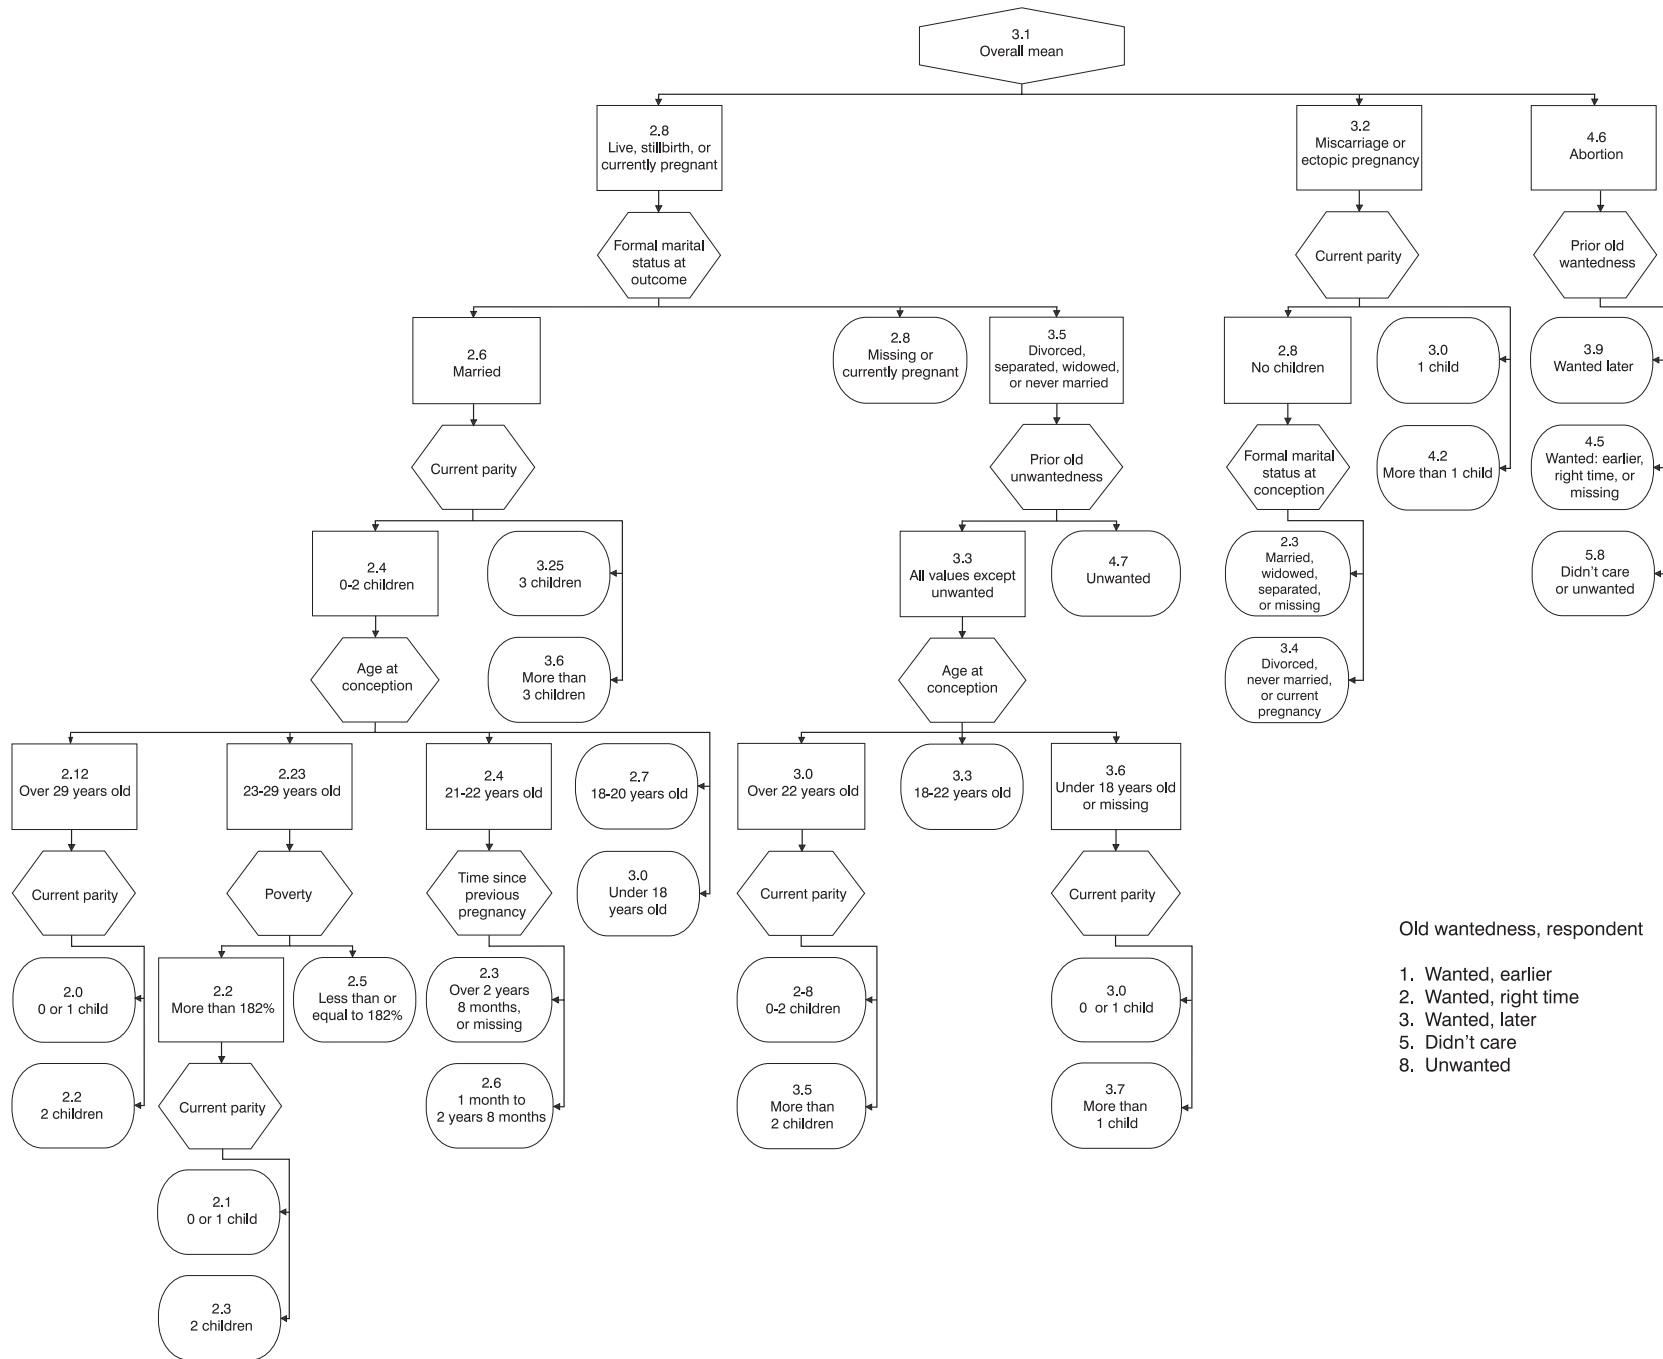 3.1
Overall mean
2.8
Live, stillbirth, or
currently pregnant
3.2
Miscarriage or
ectopic pregnancy
4.6
Abortion
Formal marital
status at
outcome
Current parity
Prior old
wantedness
2.6
Married
2.8
Missing or
currently pregnant
3.5
Divorced,
separated, widowed,
or never married
2.8
No children
3.0
1 child
3.9
Wanted later
Current parity
Prior old
unwantedness
Formal marital
status at
conception
4.2
More than 1 child
4.5
Wanted: earlier,
right time, or
missing
2.4
0-2 children
3.25
3 children
3.3
All values except
unwanted
4.7
Unwanted
2.3
Married,
widowed,
separated,
or missing
5.8
Didn't care
or unwanted
Age at
conception
3.6
More than
3 children
Age at
conception
3.4
Divorced,
never married,
or current
pregnancy
2.12
Over 29 years old
2.23
23-29 years old
2.4
21-22 years old
2.7
18-20 years old
3.0
Over 22 years old
3.3
18-22 years old
3.6
Under 18 years old
or missing
Current parity
Poverty
Time since
previous
pregnancy
3.0
Under 18
years old
Current parity
Current parity
2.0
0 or 1 child
2.2
More than 182%
2.5
Less than or
equal to 182%
2.3
Over 2 years
8 months,
or missing
2-8
0-2 children
3.0
0 or 1 child
2.2
2 children
Current parity
2.6
1 month to
2 years 8 months
3.5
More than
2 children
3.7
More than
1 child
2.1
0 or 1 child
2.3
2 children
Old wantedness, respondent
1. Wanted, earlier
2. Wanted, right time
3. Wanted, later
5. Didn't care
8. Unwanted